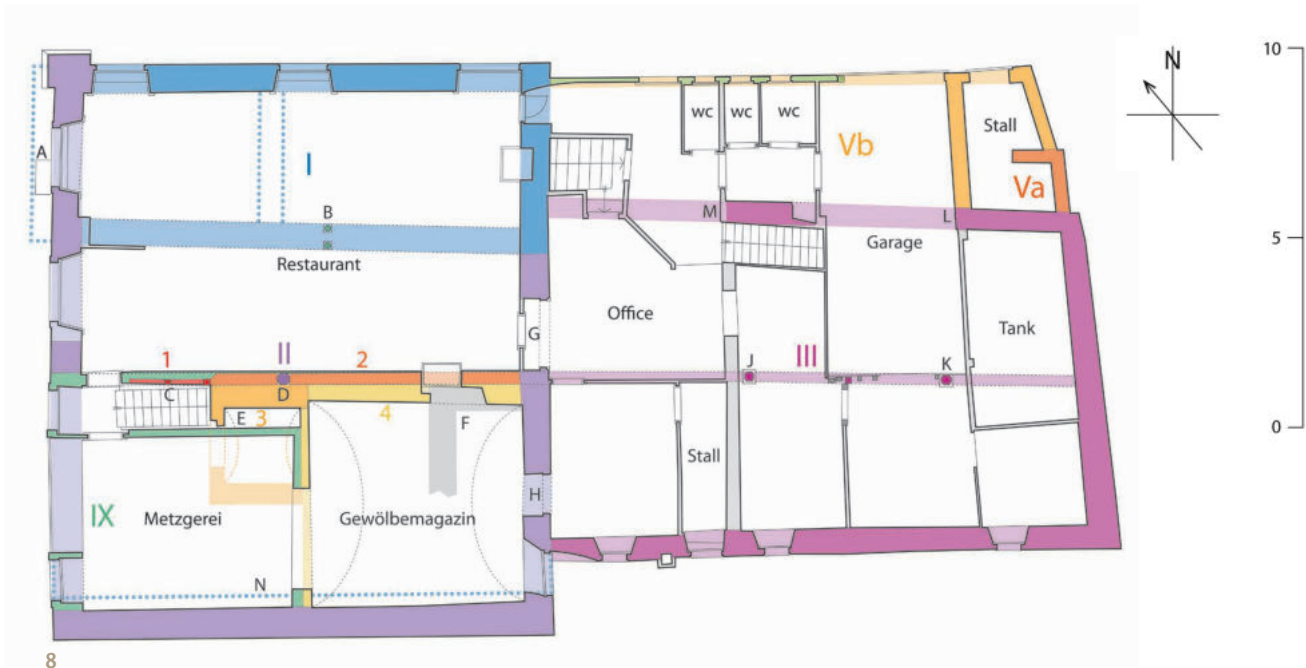 10
N
wc wc wc
Stall
A
I
Vb
Va
B
M
L
Garage
Restaurant
5
Office
G
Tank
1
II
2
III
J
K
C
D
E
3
4
F
Stall
H
IX
Metzgerei
Gewölbemagazin
0
N
8